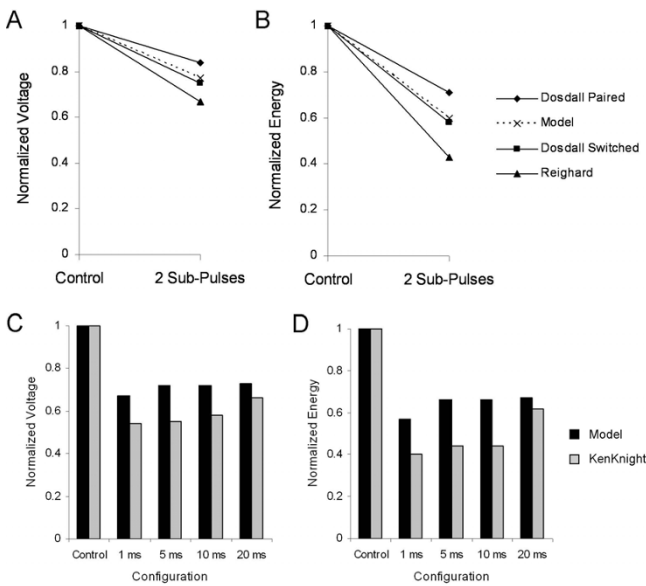 A
Normalized Voltage
1
0.8
0.6
0.4
0.2
0
Control
2 Sub-Pulses
B
Normalized Energy
1
0.8
0.6
0.4
0.2
0
Control
2 Sub-Pulses
Dosdall Paired
Model
Dosdall Switched
Reighard
C
Normalized Voltage
1
0.8
0.6
0.4
0.2
0
Control
1 ms
5 ms
10 ms
20 ms
Configuration
D
Normalized Energy
1
0.8
0.6
0.4
0.2
0
Control
1 ms
5 ms
10 ms
20 ms
Configuration
Model
KenKnight